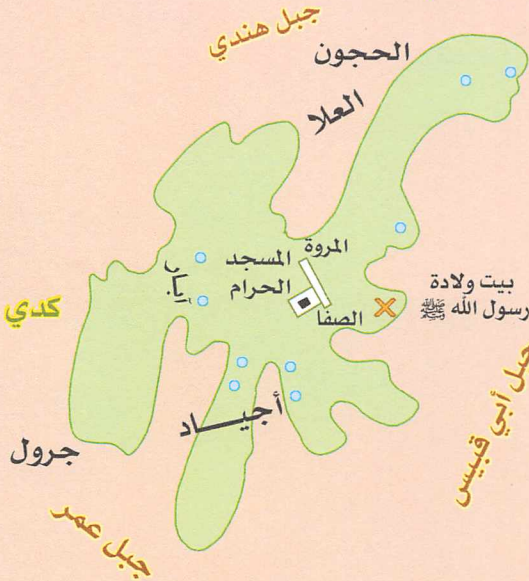 جبل هندي
الحجون
العلا
المروة
المسجد
الحرام
آبار
الصفا
بيت ولادة
رسول الله ﷺ
كدي
جبل أبي قبيس
أجياد
جرول
جبل عمر